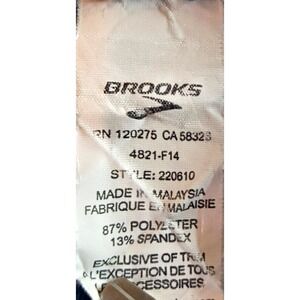 BROOKS
RN 120275 CA 58323
4821-F14
STYLE: 220610
MADE IN MALAYSIA
FABRIQUE EN MALAISIE
87% POLYESTER
13% SPANDEX
EXCLUSIVE OF TRIM
À L'EXCEPTION DE TOUS
ACCESSOIRES